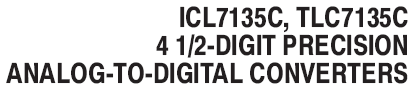 ICL7135C, TLC7135C
4 1/2-DIGIT PRECISION
ANALOG-TO-DIGITAL CONVERTERS